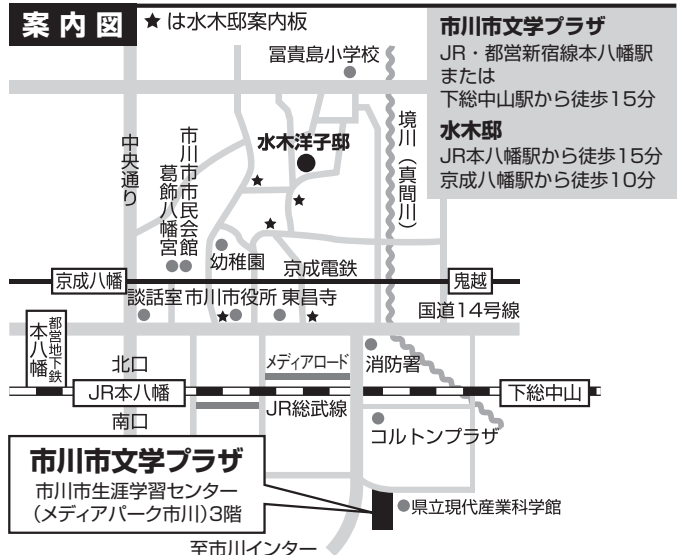 案内図
★は水木邸案内板
市川市文学プラザ
JR・都営新宿線本八幡駅
または
下総中山駅から徒歩15分
水木邸
JR本八幡駅から徒歩15分
京成八幡駅から徒歩10分
冨貴島小学校
中央通り
市川市市民会館
葛飾八幡宮
水木洋子邸
境川（真間川）
幼稚園
京成電鉄
京成八幡
鬼越
談話室
市川市役所
東昌寺
国道14号線
都営地下鉄
本八幡
北口
メディアロード
消防署
JR本八幡
下総中山
南口
JR総武線
コルトンプラザ
市川市文学プラザ
市川市生涯学習センター
（メディアパーク市川）3階
県立現代産業科学館
至市川インター